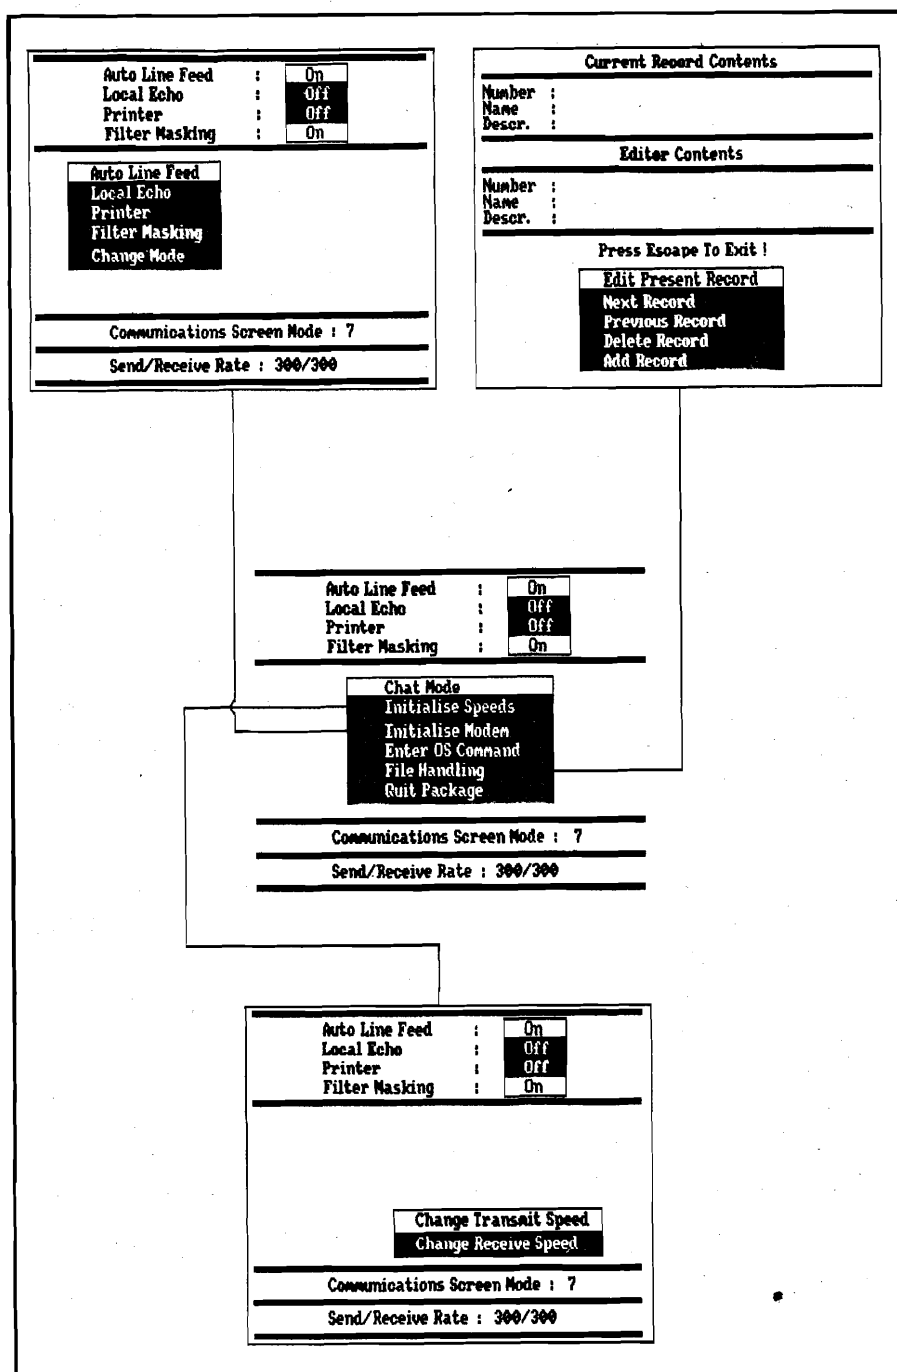 Auto Line Feed : On
Local Echo : Off
Printer : Off
Filter Masking : On
Auto Line Feed
Local Echo
Printer
Filter Masking
Change Mode
Communications Screen Mode : 7
Send/Receive Rate : 300/300
Current Record Contents
Number :
Name :
Descr. :
Editor Contents
Number :
Name :
Descr. :
Press Escape To Exit !
Edit Present Record
Next Record
Previous Record
Delete Record
Add Record
Auto Line Feed : On
Local Echo : Off
Printer : Off
Filter Masking : On
Chat Mode
Initialise Speeds
Initialise Modem
Enter OS Command
File Handling
Quit Package
Communications Screen Mode : 7
Send/Receive Rate : 300/300
Auto Line Feed : On
Local Echo : Off
Printer : Off
Filter Masking : On
Change Transmit Speed
Change Receive Speed
Communications Screen Mode : 7
Send/Receive Rate : 300/300